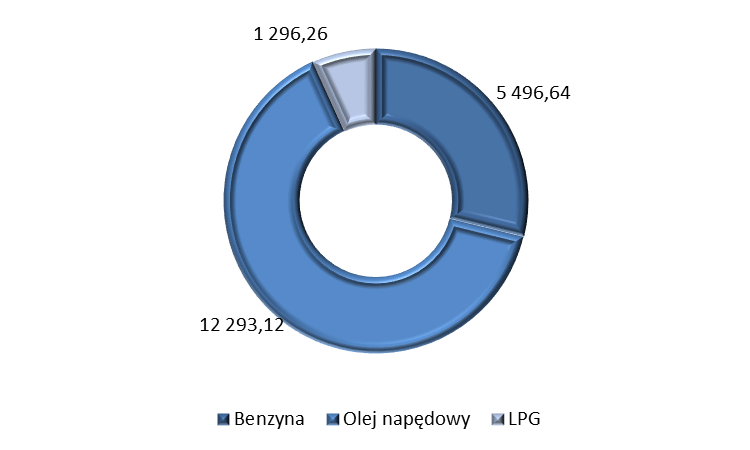 1 296,26
5 496,64
12 293,12
Benzyna
Olej napędowy
LPG